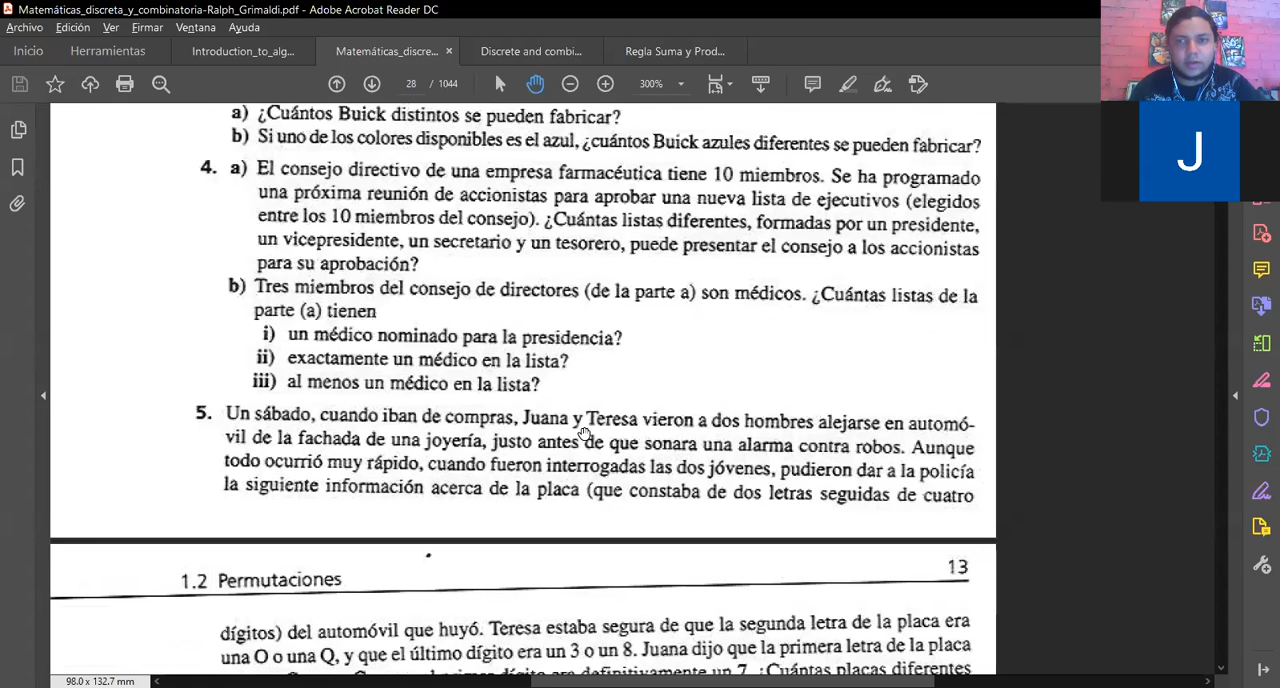 Matemáticas_discreta_y_combinatoria-Ralph_Grimaldi.pdf - Adobe Acrobat Reader DC
Archivo Edición Ver Firmar Ventana Ayuda
Inicio Herramientas Introduction_to_alg... Matemáticas_discre... × Discrete and combi... Regla Suma y Prod...
28 / 1044 300%
a) ¿Cuántos Buick distintos se pueden fabricar?
b) Si uno de los colores disponibles es el azul, ¿cuántos Buick azules diferentes se pueden fabricar?
4. a) El consejo directivo de una empresa farmacéutica tiene 10 miembros. Se ha programado
una próxima reunión de accionistas para aprobar una nueva lista de ejecutivos (elegidos
entre los 10 miembros del consejo). ¿Cuántas listas diferentes, formadas por un presidente,
un vicepresidente, un secretario y un tesorero, puede presentar el consejo a los accionistas
para su aprobación?
b) Tres miembros del consejo de directores (de la parte a) son médicos. ¿Cuántas listas de la
parte (a) tienen
i) un médico nominado para la presidencia?
ii) exactamente un médico en la lista?
iii) al menos un médico en la lista?
5. Un sábado, cuando iban de compras, Juana y Teresa vieron a dos hombres alejarse en automó-
vil de la fachada de una joyería, justo antes de que sonara una alarma contra robos. Aunque
todo ocurrió muy rápido, cuando fueron interrogadas las dos jóvenes, pudieron dar a la policía
la siguiente información acerca de la placa (que constaba de dos letras seguidas de cuatro
1.2 Permutaciones 13
dígitos) del automóvil que huyó. Teresa estaba segura de que la segunda letra de la placa era
una O o una Q, y que el último dígito era un 3 o un 8. Juana dijo que la primera letra de la placa
dígito era definitivamente un 7. ¿Cuántas placas diferentes
98.0 x 132.7 mm
J